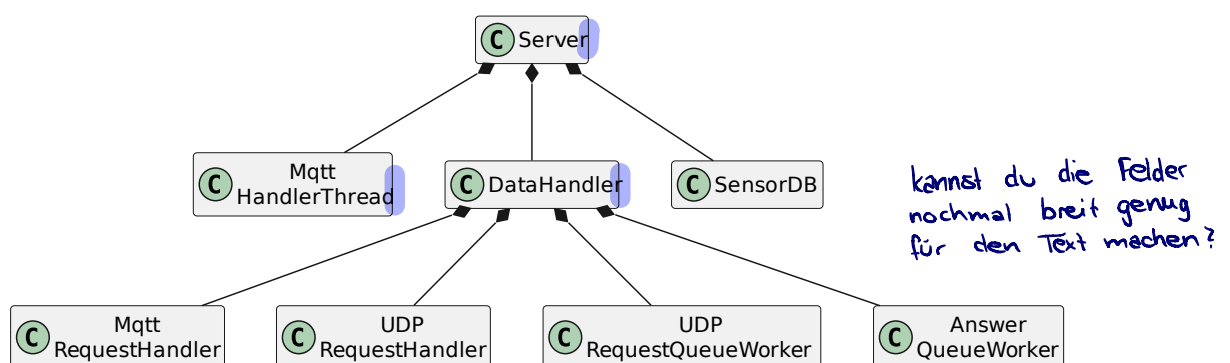 C Server
C Mqtt
HandlerThread
C DataHandler
C SensorDB
kannst du die Felder
nochmal breit genug
für den Text machen?
C Mqtt
RequestHandler
C UDP
RequestHandler
C UDP
RequestQueueWorker
C Answer
QueueWorker